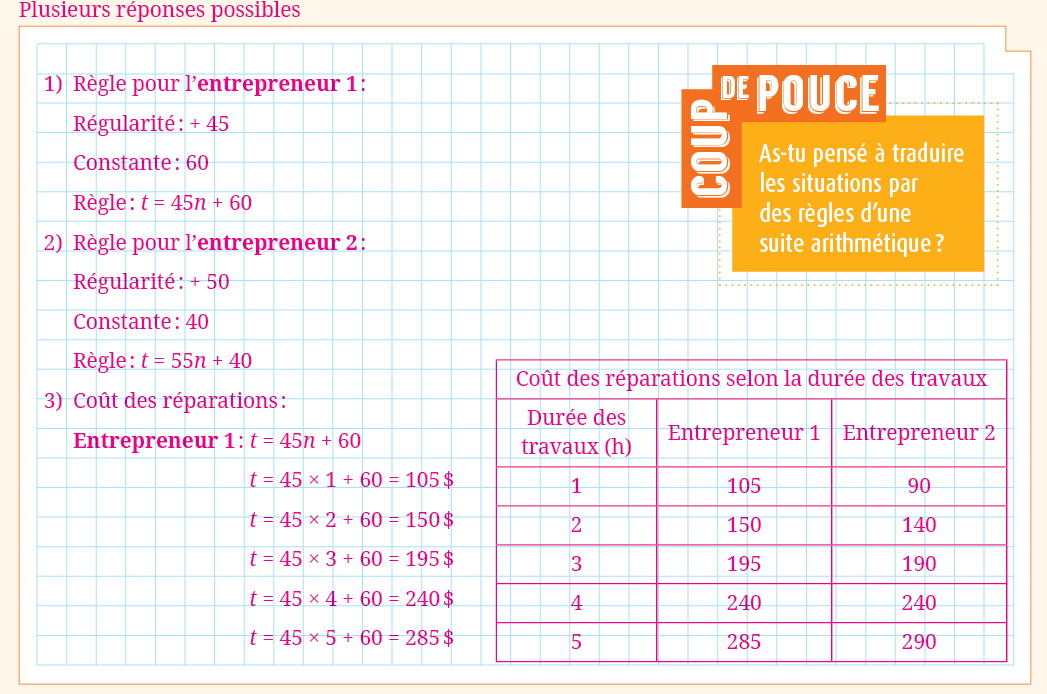 Plusieurs réponses possibles
1) Règle pour l'entrepreneur 1 :
Régularité : + 45
Constante : 60
Règle : t = 45n + 60
2) Règle pour l'entrepreneur 2 :
Régularité : + 50
Constante : 40
Règle : t = 55n + 40
3) Coût des réparations :
Entrepreneur 1 : t = 45n + 60
t = 45 × 1 + 60 = 105 $
t = 45 × 2 + 60 = 150 $
t = 45 × 3 + 60 = 195 $
t = 45 × 4 + 60 = 240 $
t = 45 × 5 + 60 = 285 $
COUP
DE POUCE
As-tu pensé à traduire
les situations par
des règles d'une
suite arithmétique ?
Coût des réparations selon la durée des travaux
Durée des
travaux (h) Entrepreneur 1 Entrepreneur 2
1 105 90
2 150 140
3 195 190
4 240 240
5 285 290